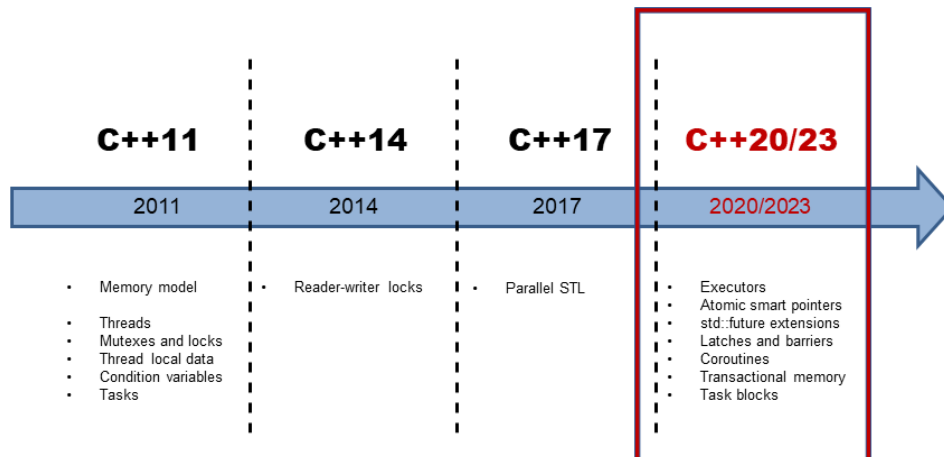 C++11
C++14
C++17
C++20/23
2011
2014
2017
2020/2023
• Memory model
• Threads
• Mutexes and locks
• Thread local data
• Condition variables
• Tasks
• Reader-writer locks
• Parallel STL
• Executors
• Atomic smart pointers
• std::future extensions
• Latches and barriers
• Coroutines
• Transactional memory
• Task blocks